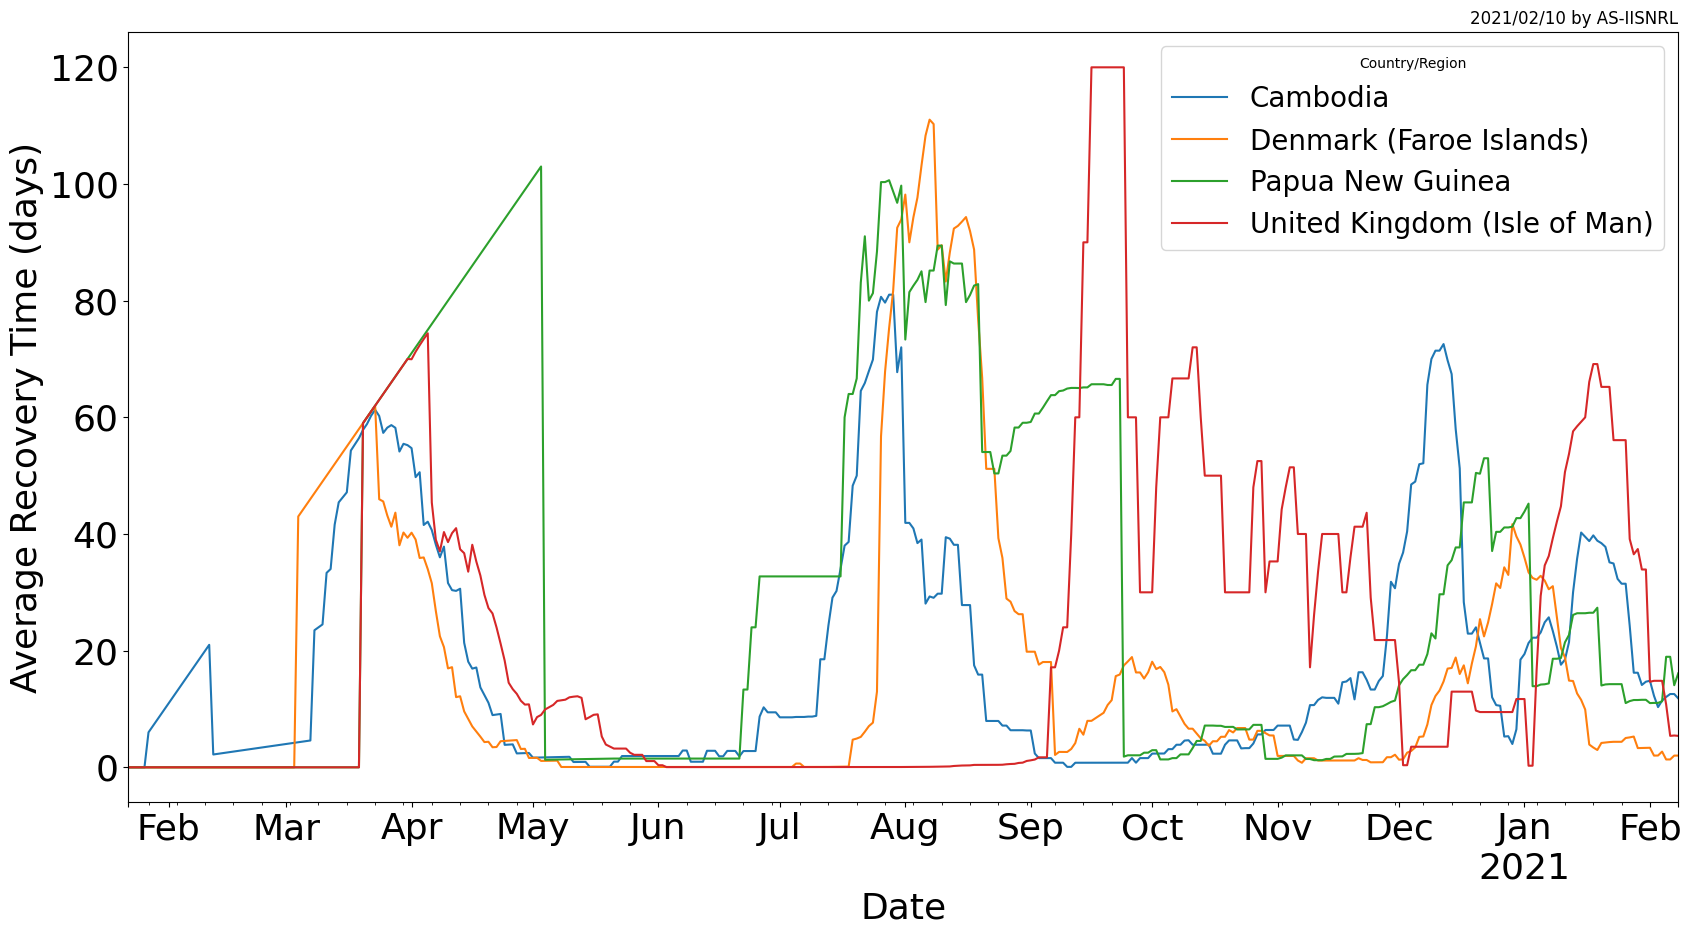 2021/02/10 by AS-IISNRL
Country/Region
Cambodia
Denmark (Faroe Islands)
Papua New Guinea
United Kingdom (Isle of Man)
Average Recovery Time (days)
120
100
80
60
40
20
0
Feb Mar Apr May Jun Jul Aug Sep Oct Nov Dec Jan Feb
2021
Date